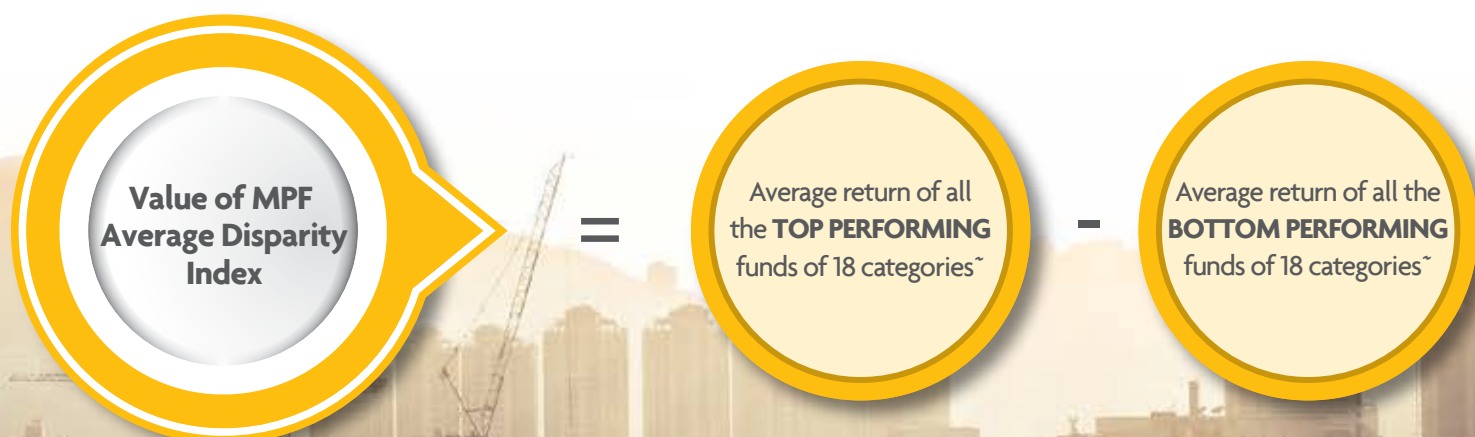 Value of MPF
Average Disparity
Index
=
Average return of all
the TOP PERFORMING
funds of 18 categories~
-
Average return of all the
BOTTOM PERFORMING
funds of 18 categories~